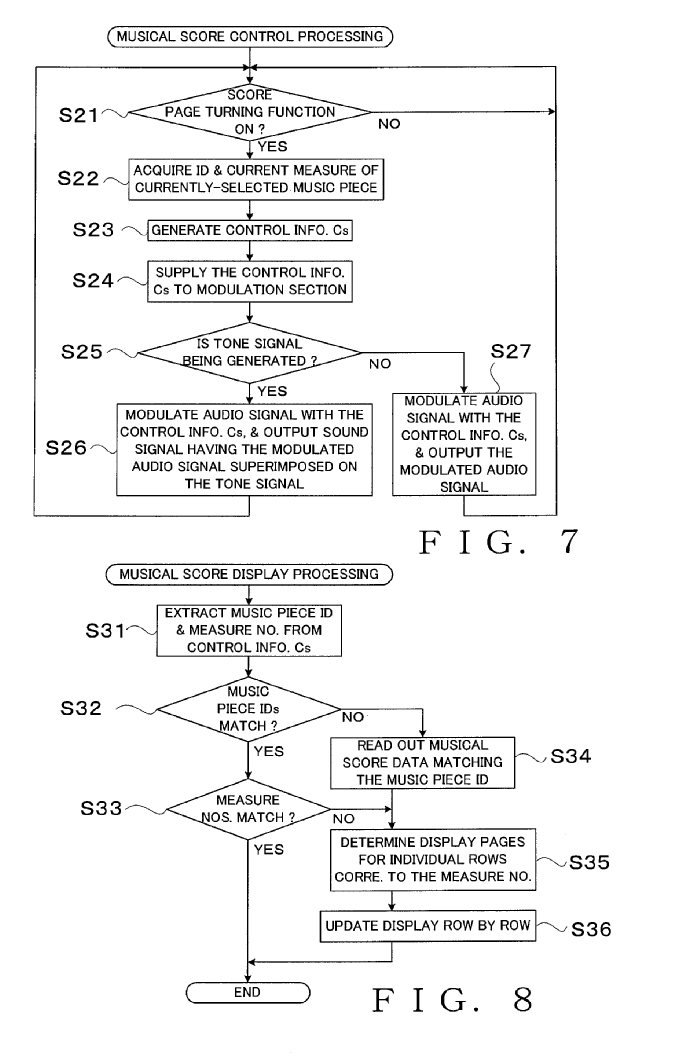 MUSICAL SCORE CONTROL PROCESSING
S21
SCORE
PAGE TURNING FUNCTION
ON ?
NO
YES
S22
ACQUIRE ID & CURRENT MEASURE OF
CURRENTLY-SELECTED MUSIC PIECE
S23
GENERATE CONTROL INFO. Cs
S24
SUPPLY THE CONTROL INFO.
Cs TO MODULATION SECTION
S25
IS TONE SIGNAL
BEING GENERATED ?
NO
YES
S26
MODULATE AUDIO SIGNAL WITH THE
CONTROL INFO. Cs, & OUTPUT SOUND
SIGNAL HAVING THE MODULATED
AUDIO SIGNAL SUPERIMPOSED ON
THE TONE SIGNAL
S27
MODULATE AUDIO
SIGNAL WITH THE
CONTROL INFO. Cs,
& OUTPUT THE
MODULATED AUDIO
SIGNAL
FIG. 7
MUSICAL SCORE DISPLAY PROCESSING
S31
EXTRACT MUSIC PIECE ID
& MEASURE NO. FROM
CONTROL INFO. Cs
S32
MUSIC
PIECE IDs
MATCH ?
NO
YES
READ OUT MUSICAL
SCORE DATA MATCHING
THE MUSIC PIECE ID
S34
S33
MEASURE
NOS. MATCH ?
NO
YES
DETERMINE DISPLAY PAGES
FOR INDIVIDUAL ROWS
CORRE. TO THE MEASURE NO.
S35
UPDATE DISPLAY ROW BY ROW
S36
END
FIG. 8